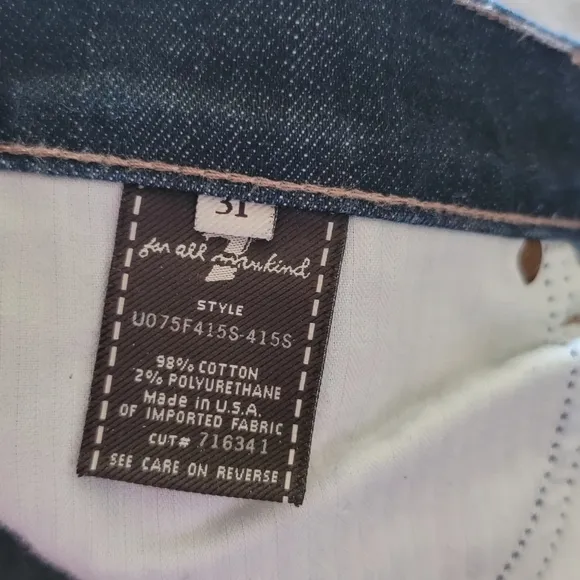 31
7
for all mankind
STYLE
U075F415S-415S
98% COTTON
2% POLYURETHANE
Made in U.S.A.
OF IMPORTED FABRIC
CUT# 716341
SEE CARE ON REVERSE